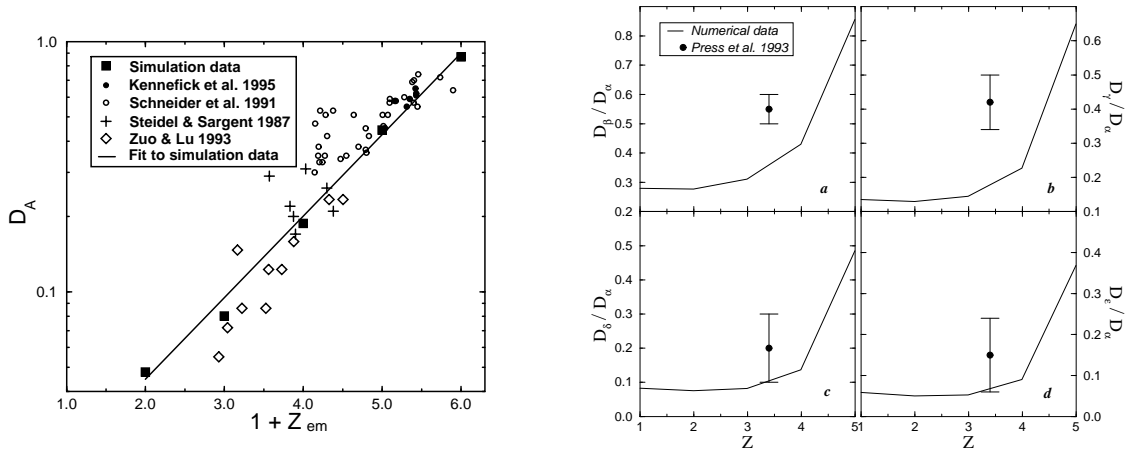 1.0
0.1
D_A
Simulation data
Kennefick et al. 1995
Schneider et al. 1991
Steidel & Sargent 1987
Zuo & Lu 1993
Fit to simulation data
1.0 2.0 3.0 4.0 5.0 6.0
1 + Z_em
Numerical data
Press et al. 1993
0.8
0.7
0.6
0.5
0.4
0.3
0.2
D_β / D_α
a
0.7
0.6
0.5
0.4
0.3
0.2
0.1
D_γ / D_α
b
0.5
0.4
0.3
0.2
0.1
0.0
D_δ / D_α
c
1 2 3 4 5
Z
0.4
0.3
0.2
0.1
0.0
D_ε / D_α
d
1 2 3 4 5
Z